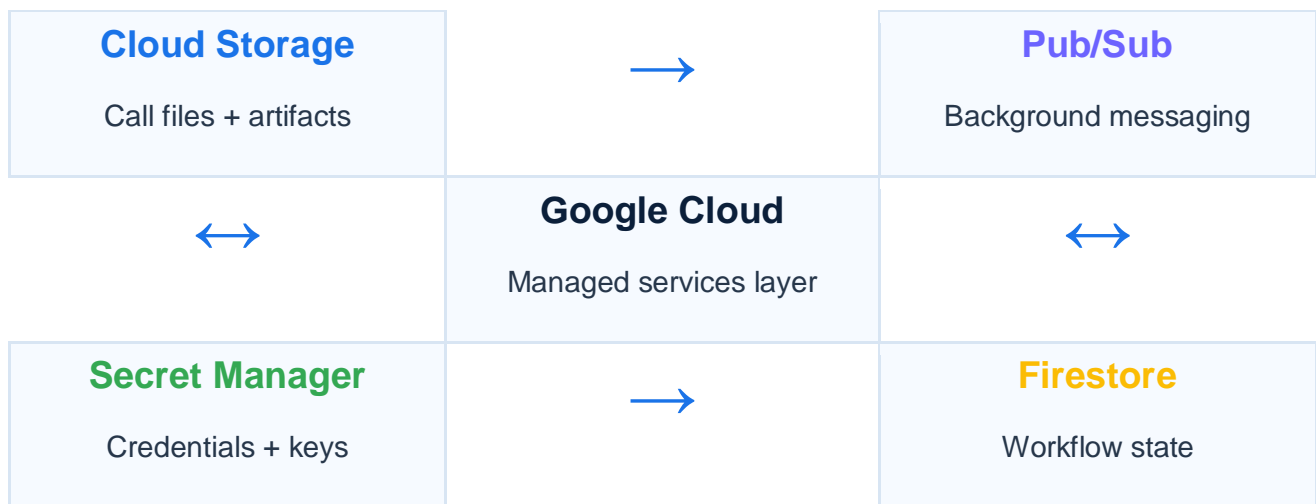 Cloud Storage
Call files + artifacts
→
Pub/Sub
Background messaging
↔
Google Cloud
Managed services layer
↔
Secret Manager
Credentials + keys
→
Firestore
Workflow state